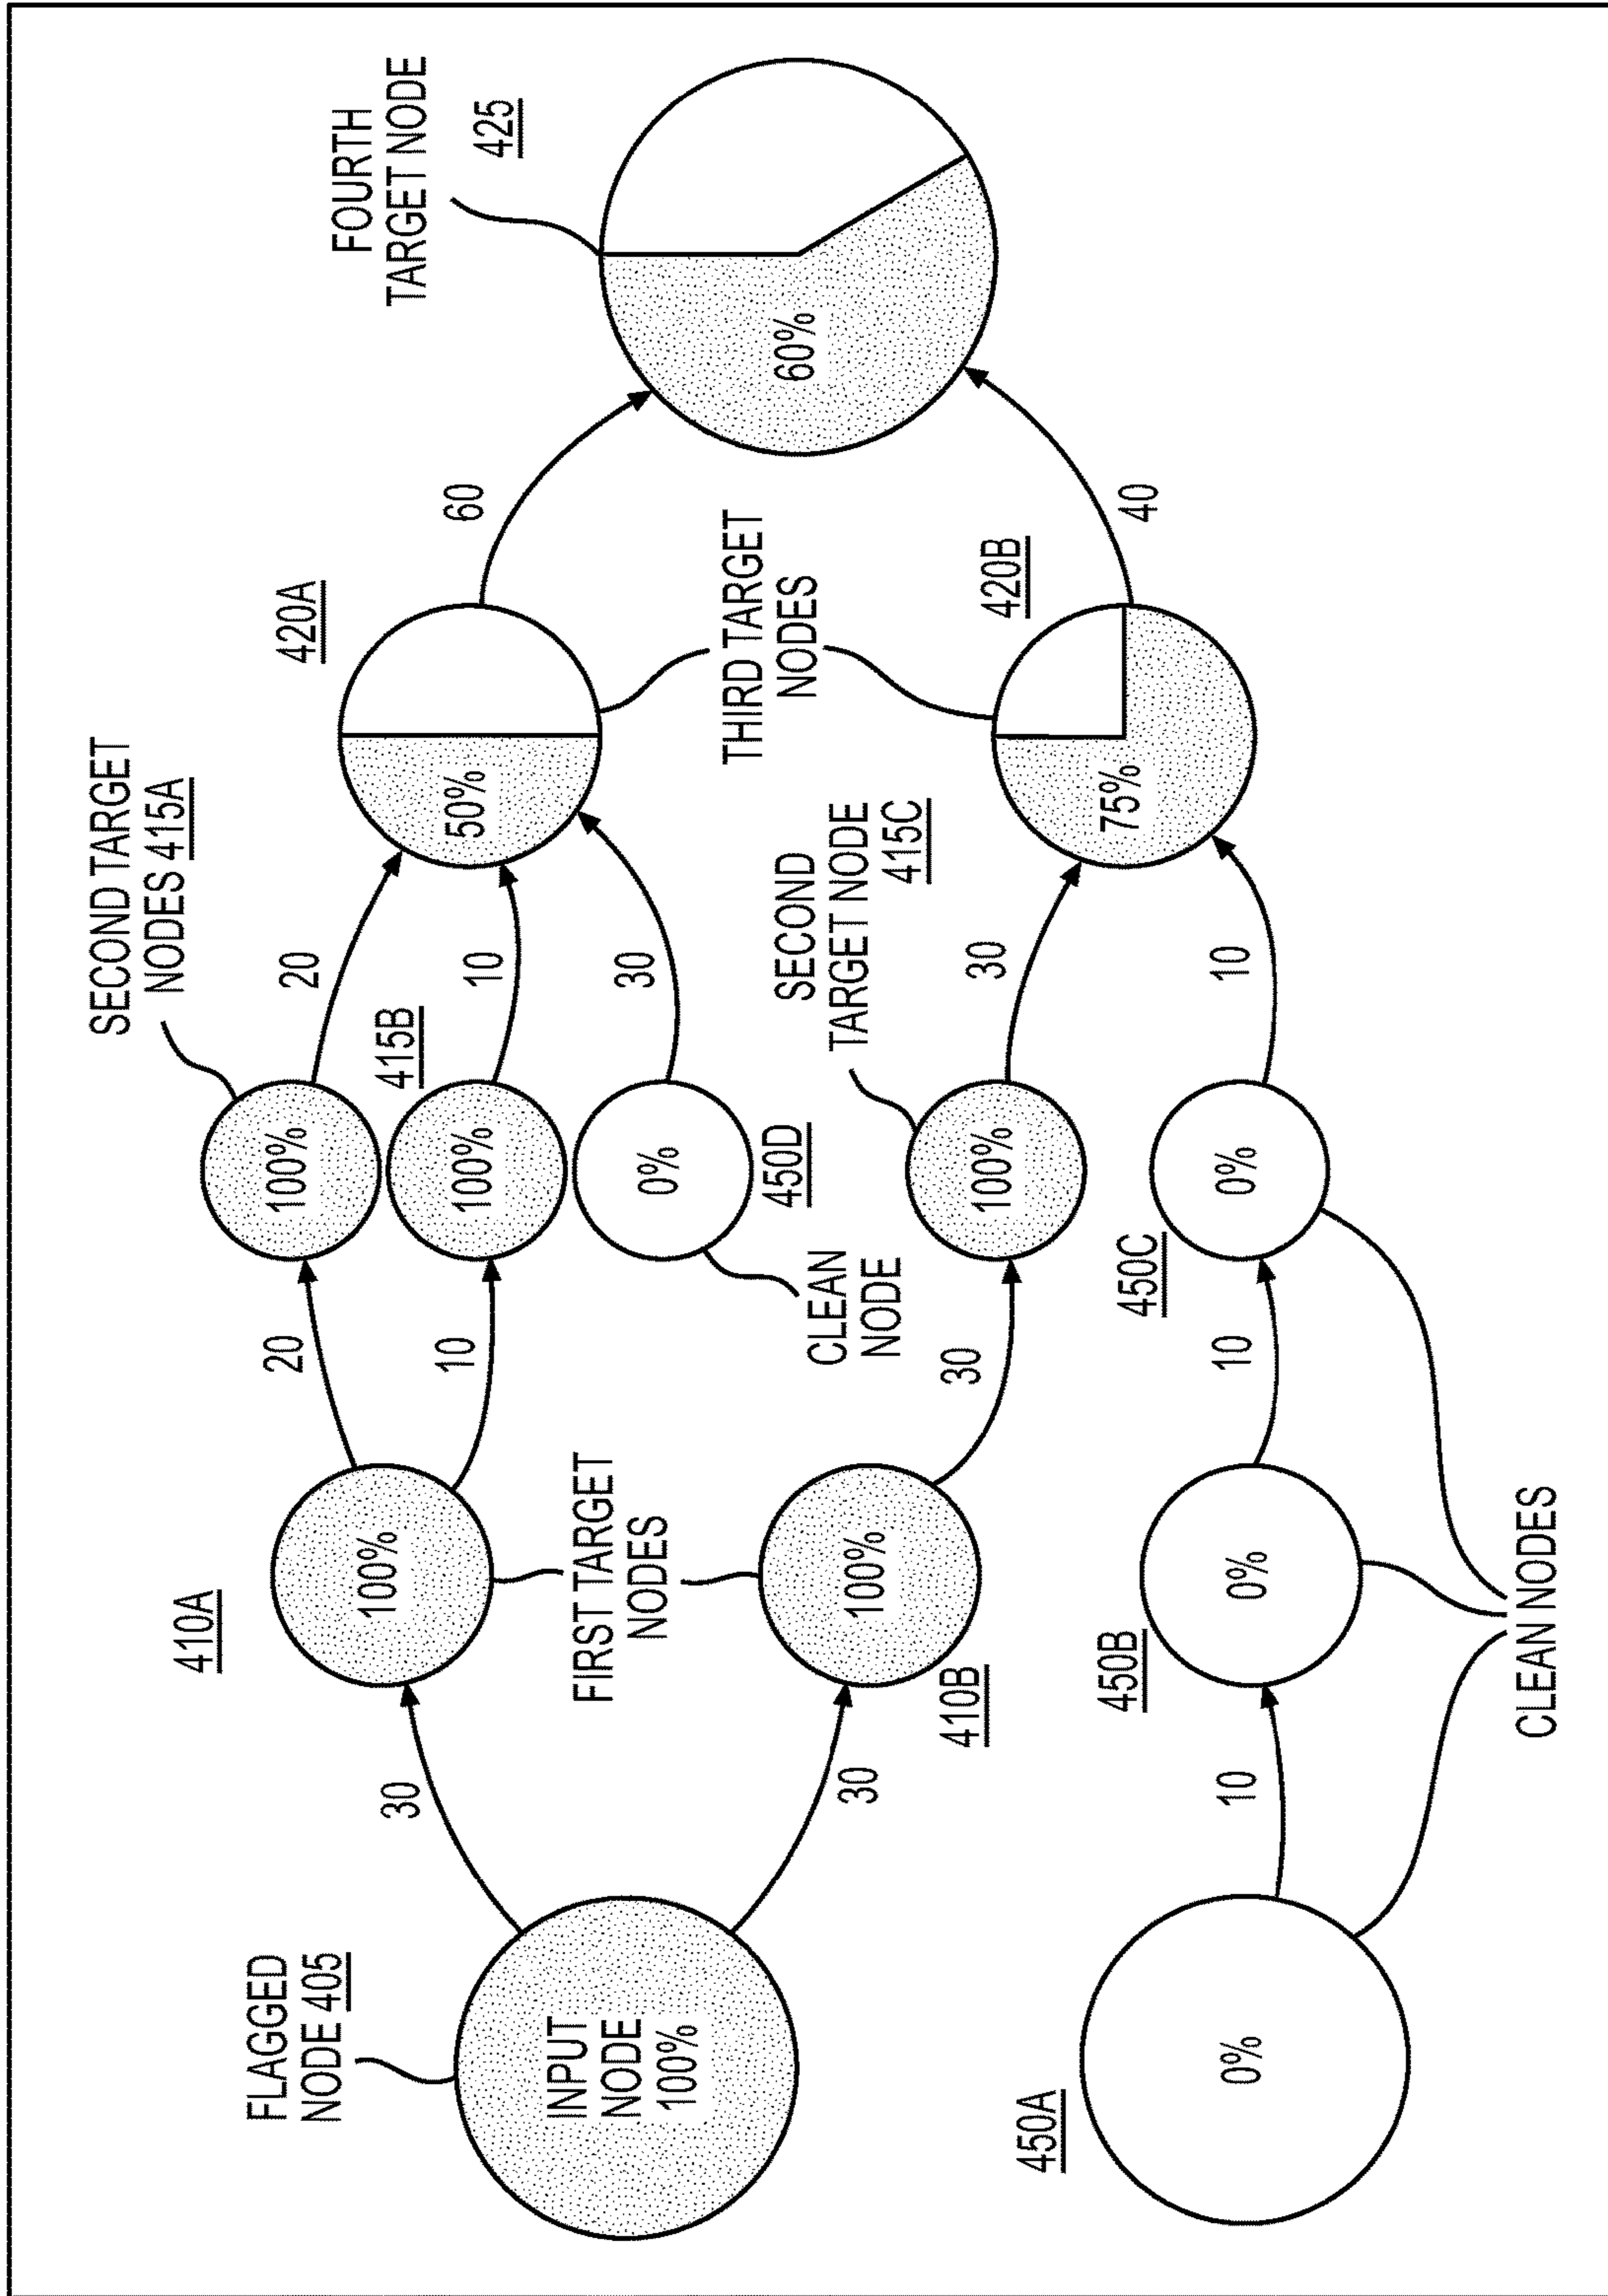 FLAGGED
NODE 405
INPUT
NODE
100%
30
30
410A
100%
FIRST TARGET
NODES
100%
410B
20
10
30
SECOND TARGET
NODES 415A
100%
415B
100%
0%
450D
CLEAN
NODE
SECOND
TARGET NODE
415C
100%
20
10
30
30
420A
50%
THIRD TARGET
NODES
420B
75%
60
40
FOURTH
TARGET NODE
425
60%
450A
0%
10
450B
0%
10
450C
0%
10
CLEAN NODES